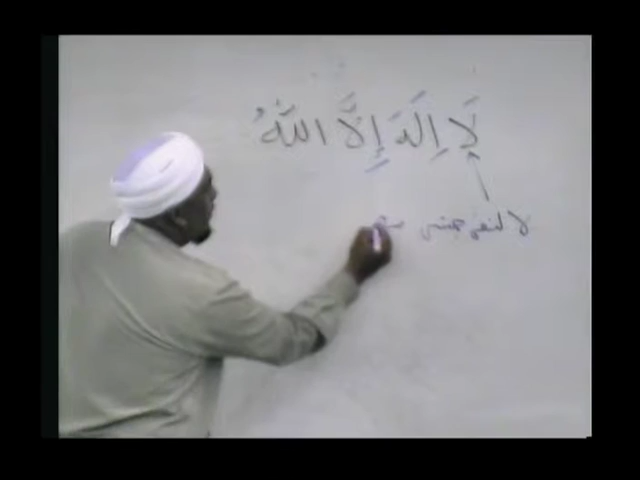 لَا اِلَهَ إِلَّا اللَّهُ
لا لنفي جنس